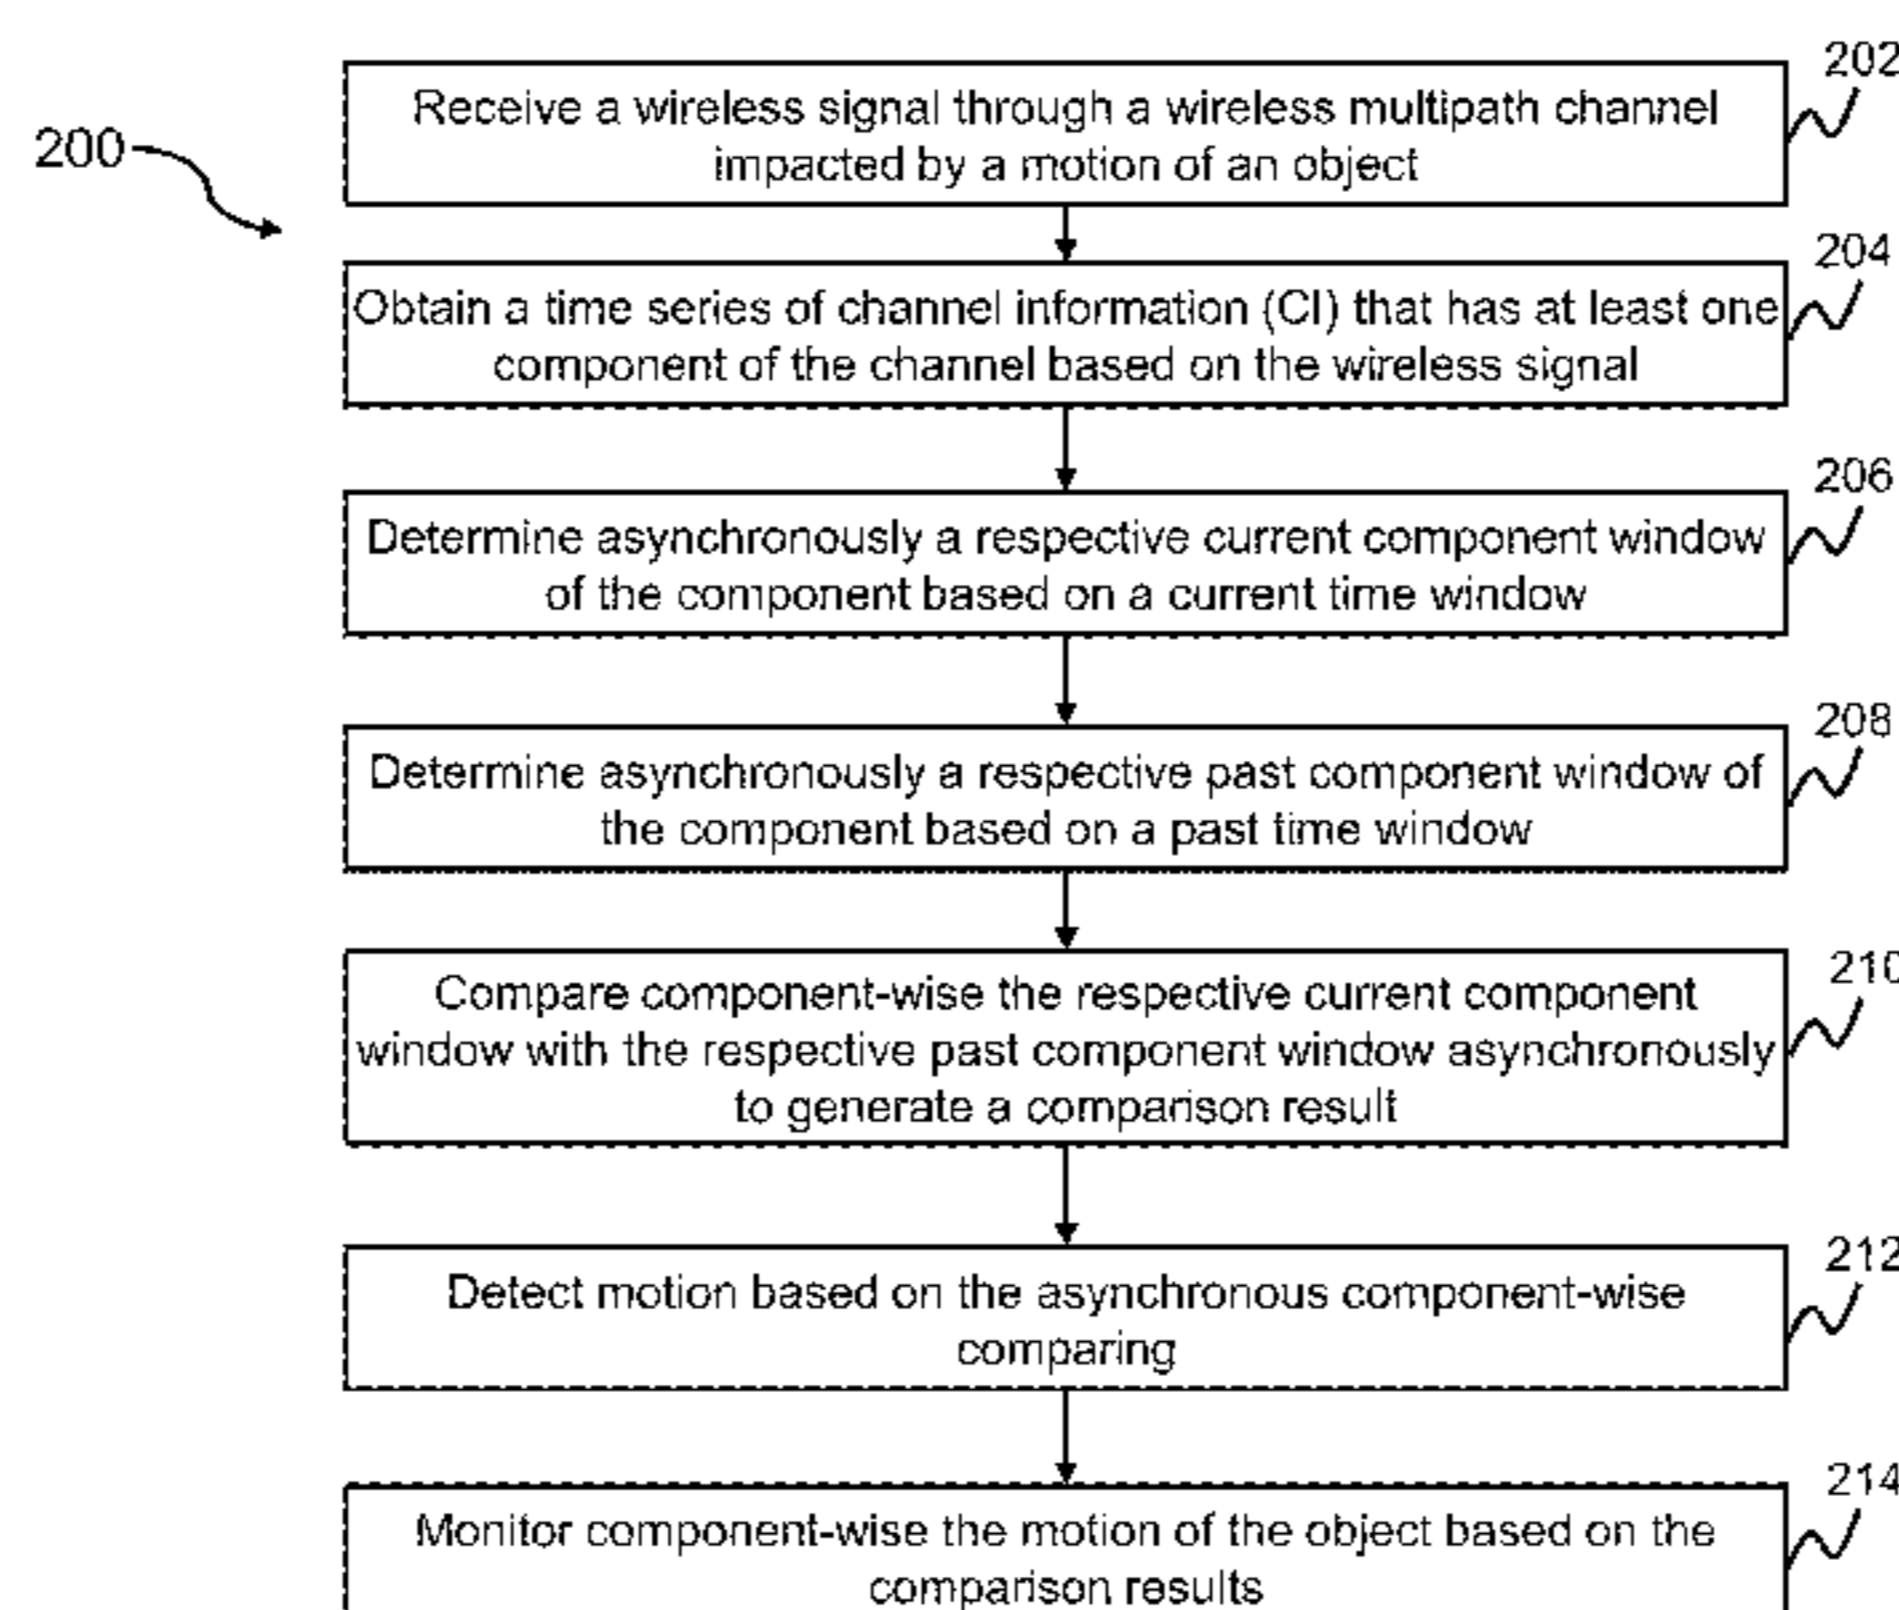 202
Receive a wireless signal through a wireless multipath channel
impacted by a motion of an object
200
204
Obtain a time series of channel information (CI) that has at least one
component of the channel based on the wireless signal
206
Determine asynchronously a respective current component window
of the component based on a current time window
208
Determine asynchronously a respective past component window of
the component based on a past time window
210
Compare component-wise the respective current component
window with the respective past component window asynchronously
to generate a comparison result
212
Detect motion based on the asynchronous component-wise
comparing
214
Monitor component-wise the motion of the object based on the
comparison results